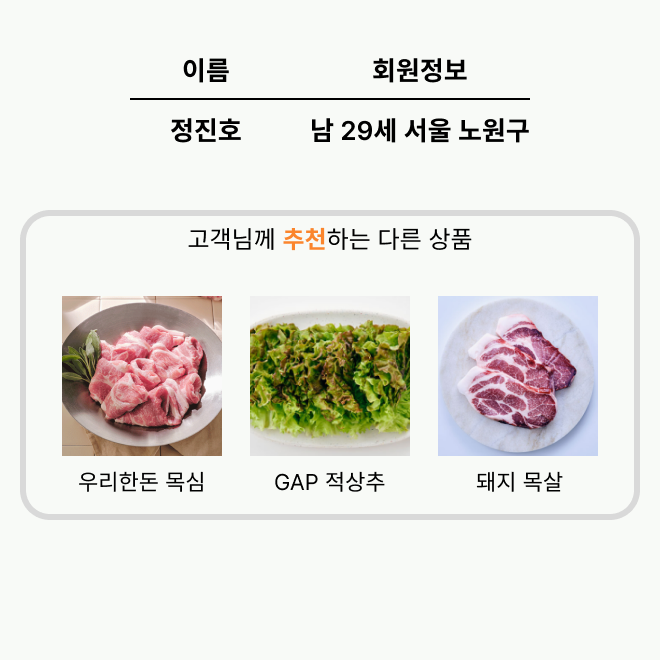 이름 회원정보
정진호 남 29세 서울 노원구
고객님께 추천하는 다른 상품
우리한돈 목심 GAP 적상추 돼지 목살